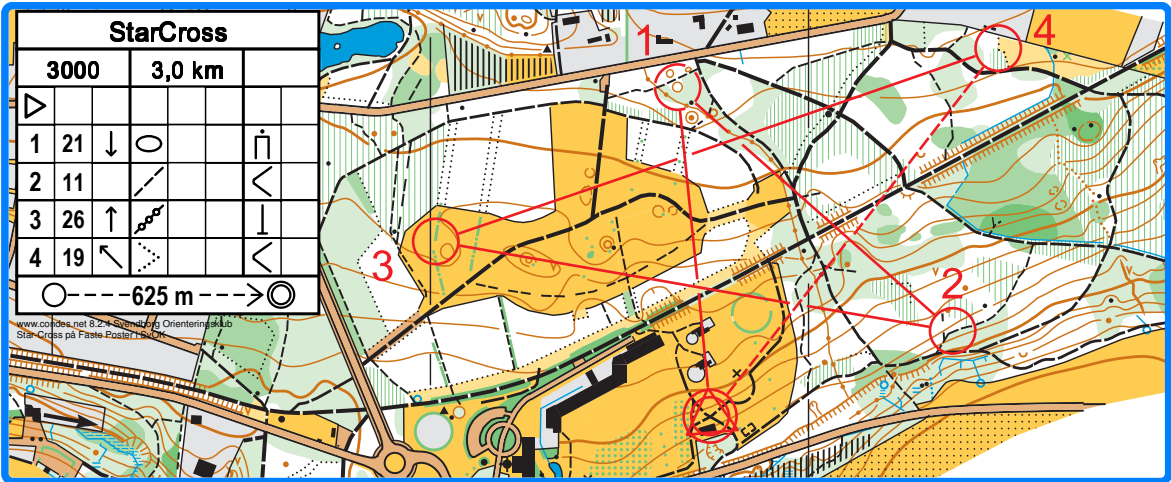 StarCross
3000 3,0 km
1 21
2 11
3 26
4 19
625 m
www.condes.net 8.2.4 Svendborg Orienteringsklub
Star-Cross på Faste Poster i SvOK
1
4
3
2